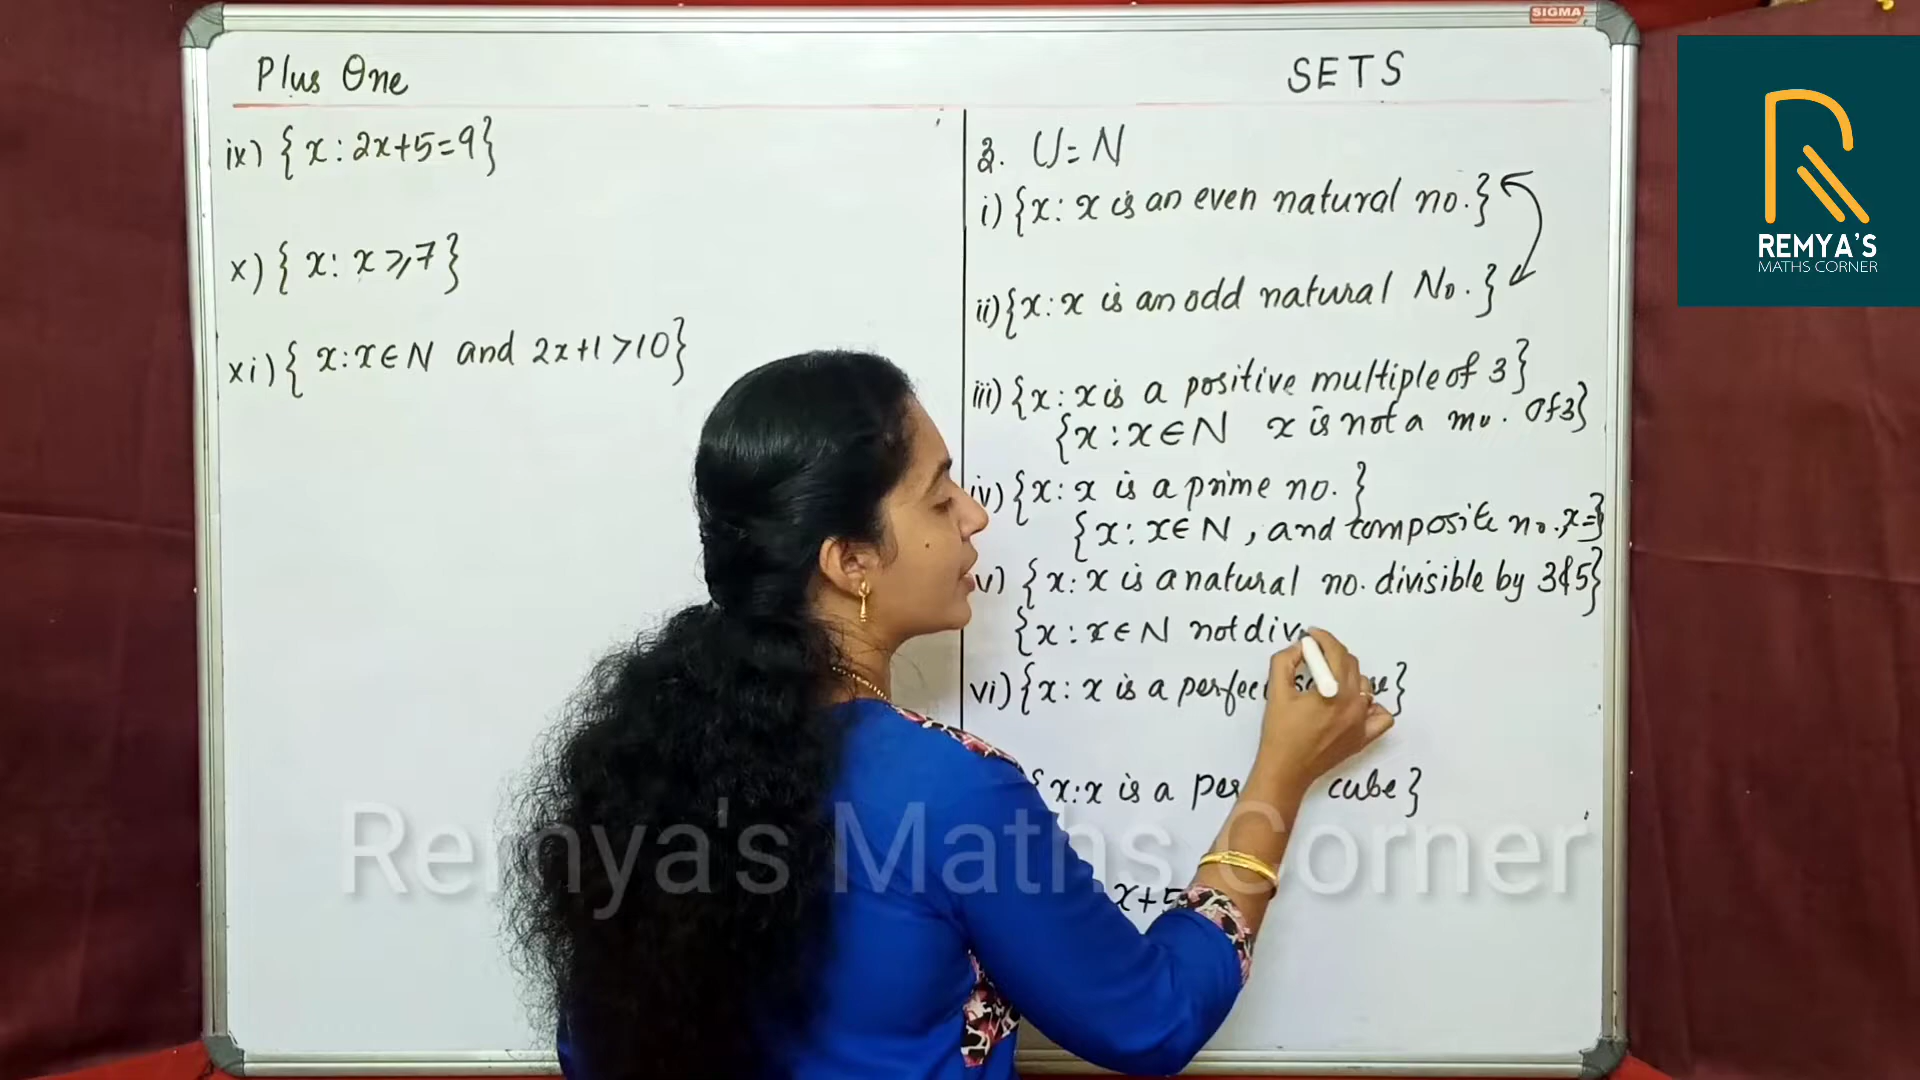 SIGMA
Plus One
SETS
ix) { x : 2x+5=9}
x) { x : x ⩾ 7 }
xi) { x : x ∈ N and 2x+1 > 10}
3. U = N
i) {x : x is an even natural no.}
ii) {x : x is an odd natural No.}
iii) {x : x is a positive multiple of 3}
{x : x ∈ N x is not a mu. Of 3}
iv) {x : x is a prime no. }
{x : x ∈ N , and composite no., x = }
v) {x : x is a natural no. divisible by 3 & 5}
{x : x ∈ N not div
vi) {x : x is a perfect
{x : x is a per cube}
x+5
REMYA'S
MATHS CORNER
Remya's Maths Corner